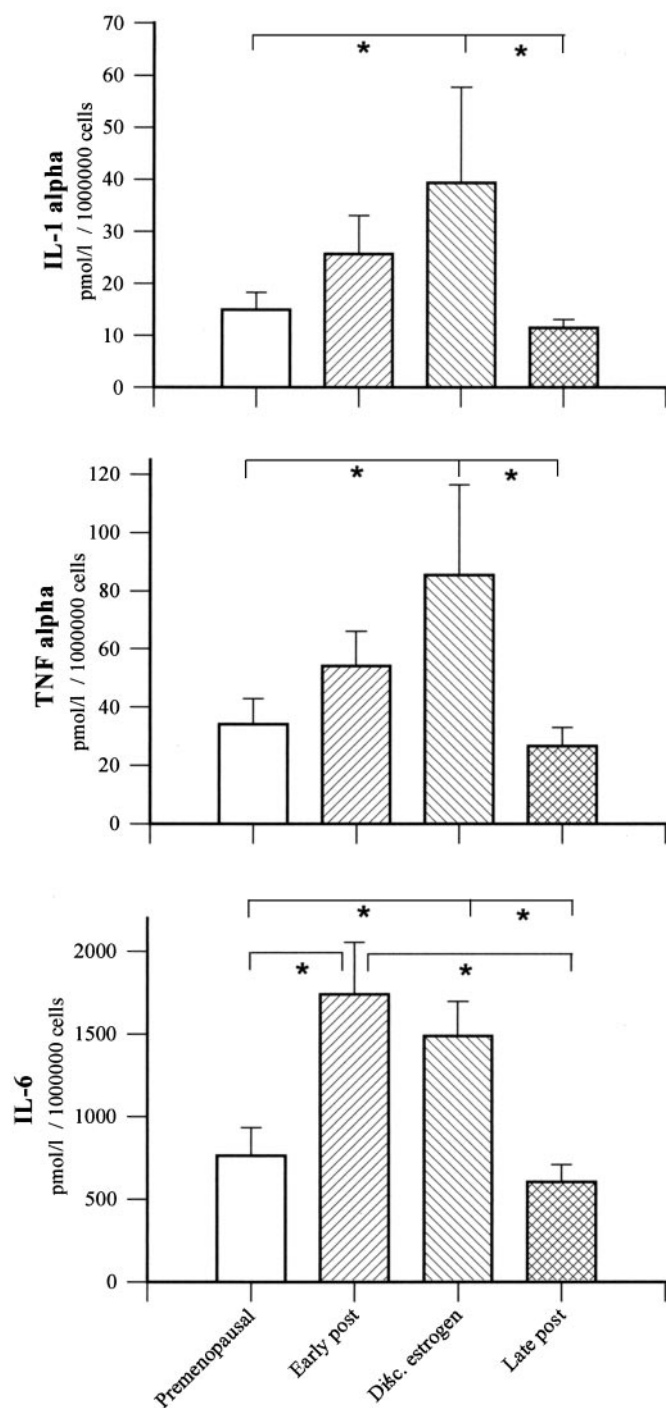 70
60
50
40
30
20
10
0
IL-1 alpha
pmol/l / 1000000 cells
*
*
120
100
80
60
40
20
0
TNF alpha
pmol/l / 1000000 cells
*
*
2000
1500
1000
500
0
IL-6
pmol/l / 1000000 cells
*
*
*
*
Premenopausal
Early post
Disc. estrogen
Late post